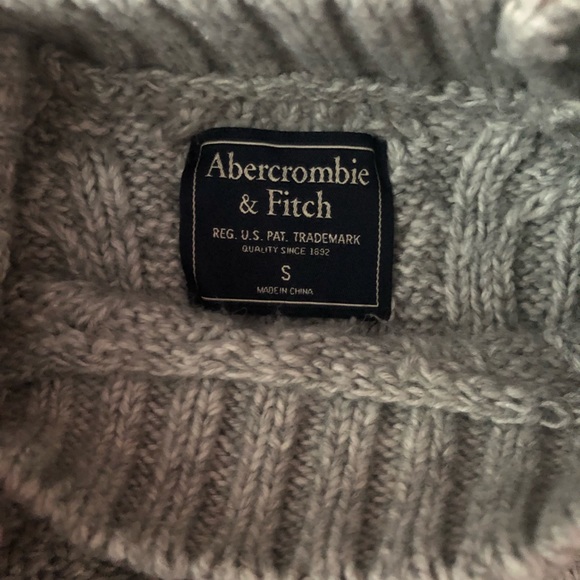 Abercrombie
& Fitch
REG. U.S. PAT. TRADEMARK
QUALITY SINCE 1892
S
MADE IN CHINA